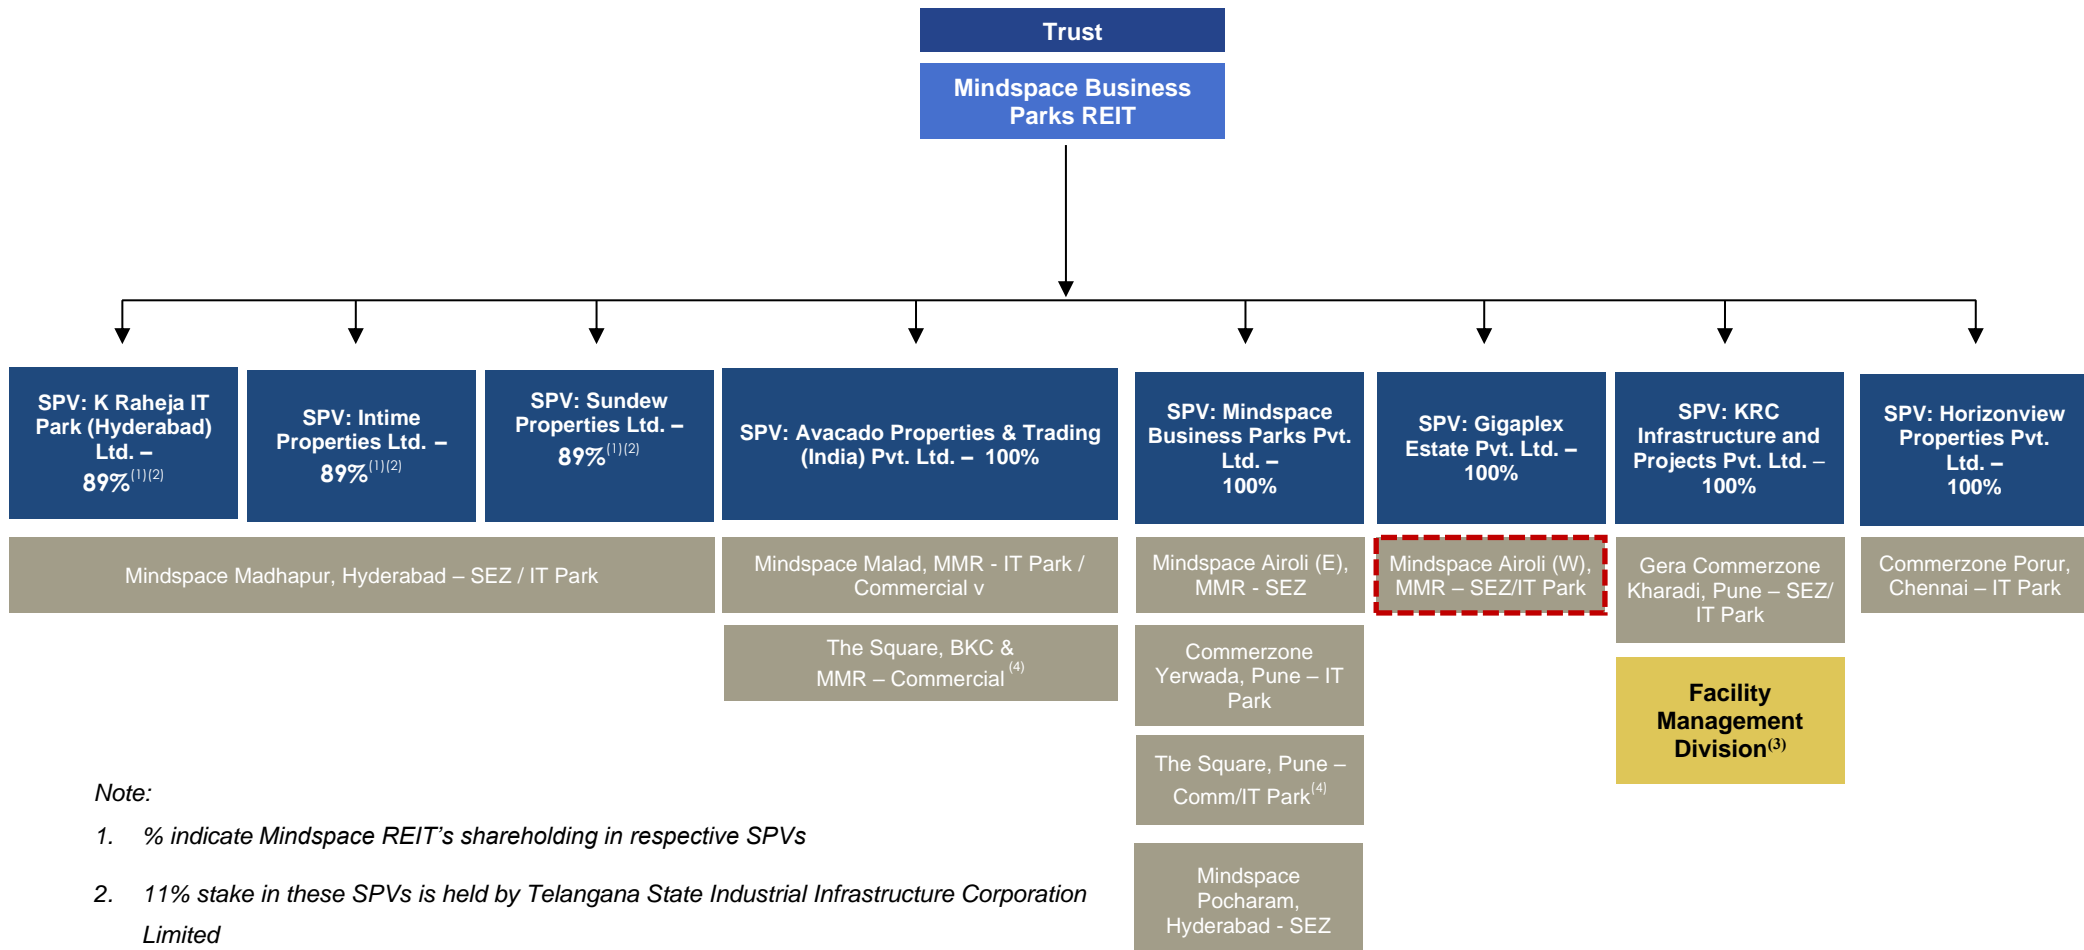 Trust
Mindspace Business
Parks REIT
SPV: K Raheja IT
Park (Hyderabad)
Ltd. –
89%(1)(2)
SPV: Intime
Properties Ltd. –
89%(1)(2)
SPV: Sundew
Properties Ltd. –
89%(1)(2)
SPV: Avacado Properties & Trading
(India) Pvt. Ltd. – 100%
SPV: Mindspace
Business Parks Pvt.
Ltd. –
100%
SPV: Gigaplex
Estate Pvt. Ltd. –
100%
SPV: KRC
Infrastructure and
Projects Pvt. Ltd. –
100%
SPV: Horizonview
Properties Pvt.
Ltd. –
100%
Mindspace Madhapur, Hyderabad – SEZ / IT Park
Mindspace Malad, MMR - IT Park /
Commercial v
The Square, BKC &
MMR – Commercial (4)
Mindspace Airoli (E),
MMR - SEZ
Commerzone
Yerwada, Pune – IT
Park
The Square, Pune –
Comm/IT Park(4)
Mindspace
Pocharam,
Hyderabad - SEZ
Mindspace Airoli (W),
MMR – SEZ/IT Park
Gera Commerzone
Kharadi, Pune – SEZ/
IT Park
Facility
Management
Division(3)
Commerzone Porur,
Chennai – IT Park
Note:
1. % indicate Mindspace REIT’s shareholding in respective SPVs
2. 11% stake in these SPVs is held by Telangana State Industrial Infrastructure Corporation
Limited